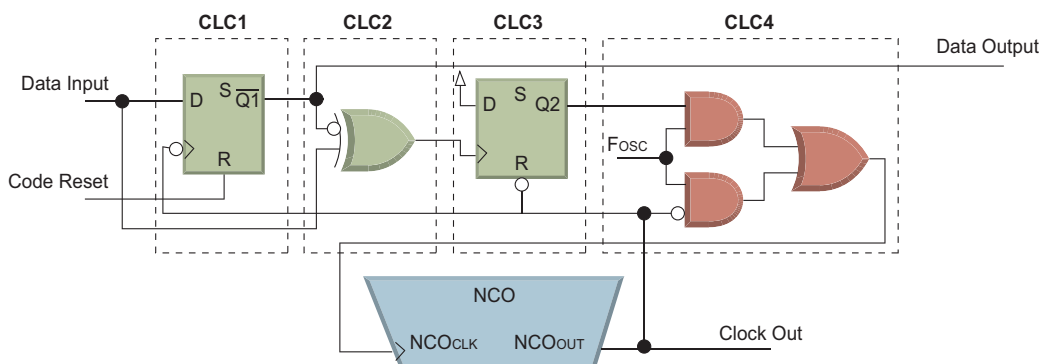 CLC1
CLC2
CLC3
CLC4
Data Output
Data Input
D
S
Q1
R
Code Reset
D
S
Q2
R
FOSC
NCO
NCOCLK
NCOOUT
Clock Out